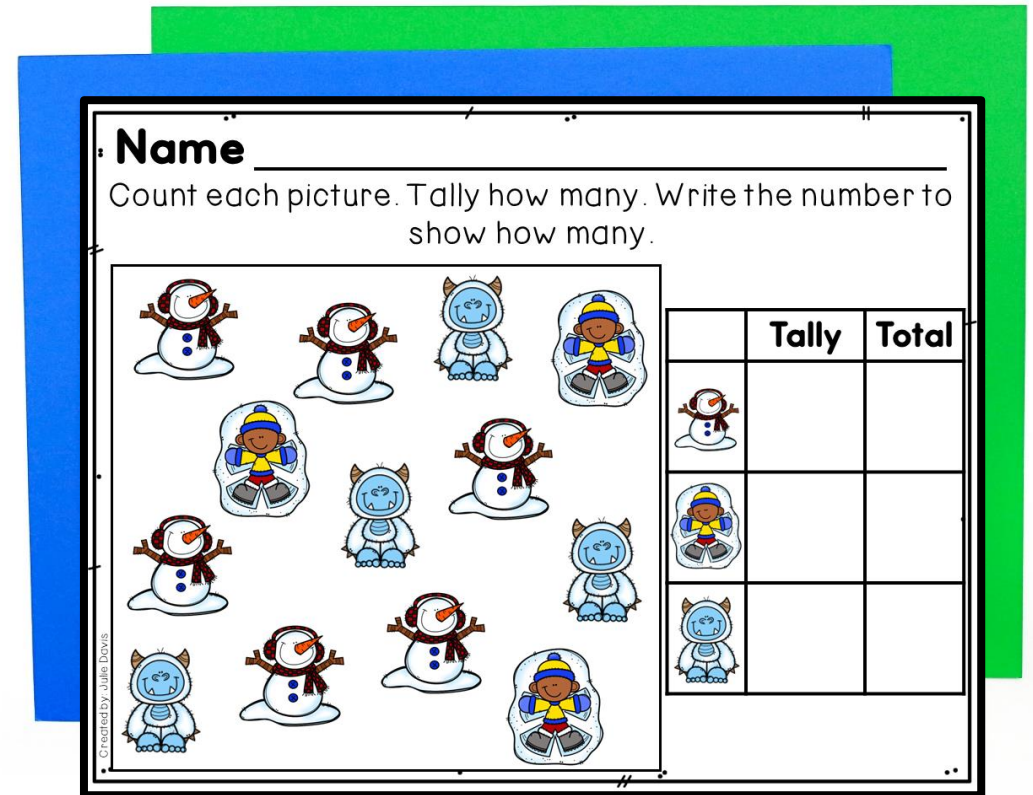 Name
Count each picture. Tally how many. Write the number to
show how many.
Tally Total
Created by: Julie Davis